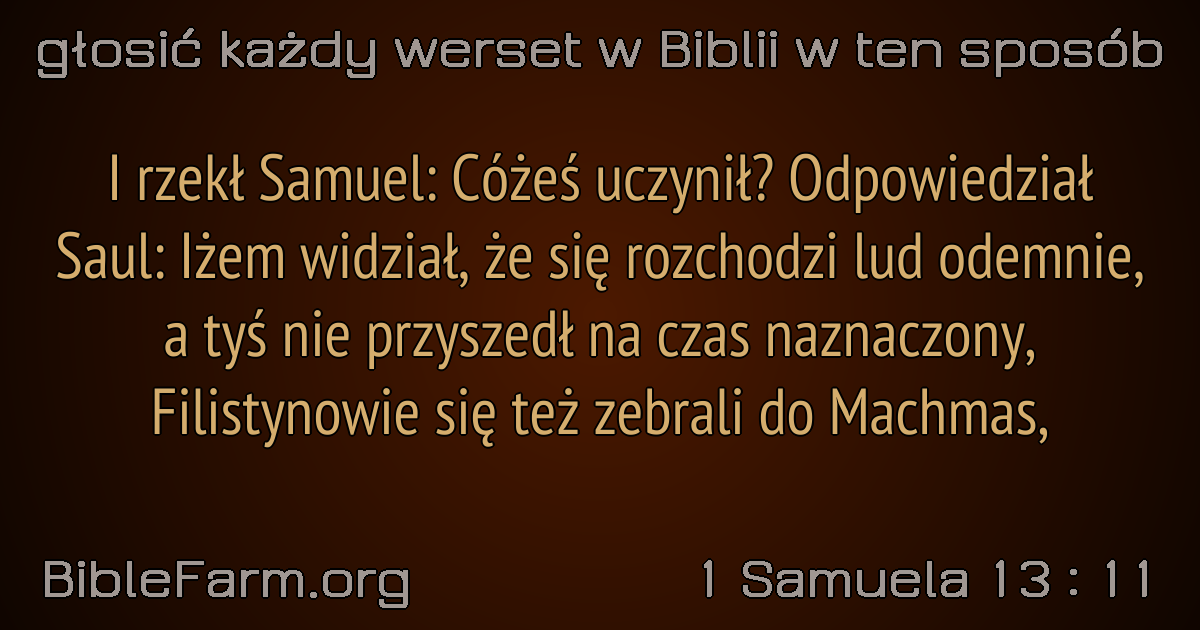 głosić każdy werset w Biblii w ten sposób
I rzekł Samuel: Cóżeś uczynił? Odpowiedział
Saul: Iżem widział, że się rozchodzi lud odemnie,
a tyś nie przyszedł na czas naznaczony,
Filistynowie się też zebrali do Machmas,
BibleFarm.org
1 Samuela 13 : 11